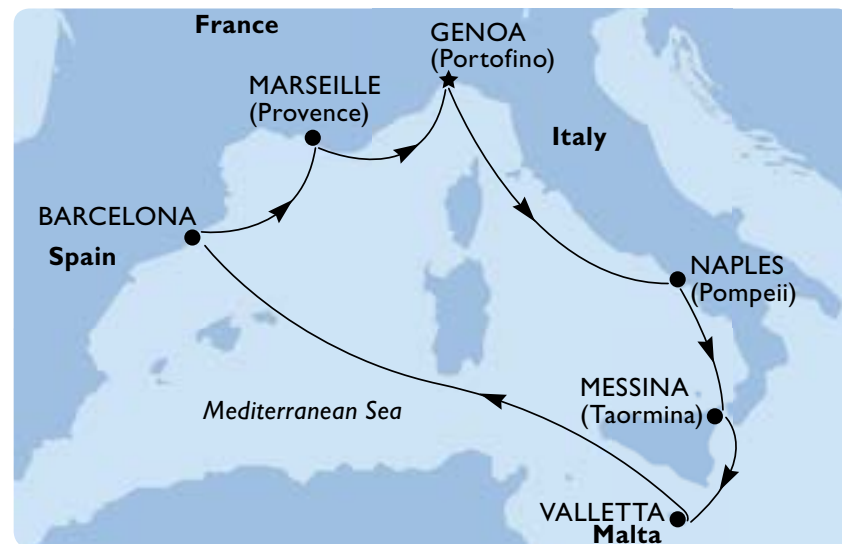 France
GENOA
(Portofino)
MARSEILLE
(Provence)
Italy
BARCELONA
Spain
NAPLES
(Pompeii)
MESSINA
(Taormina)
Mediterranean Sea
VALLETTA
Malta